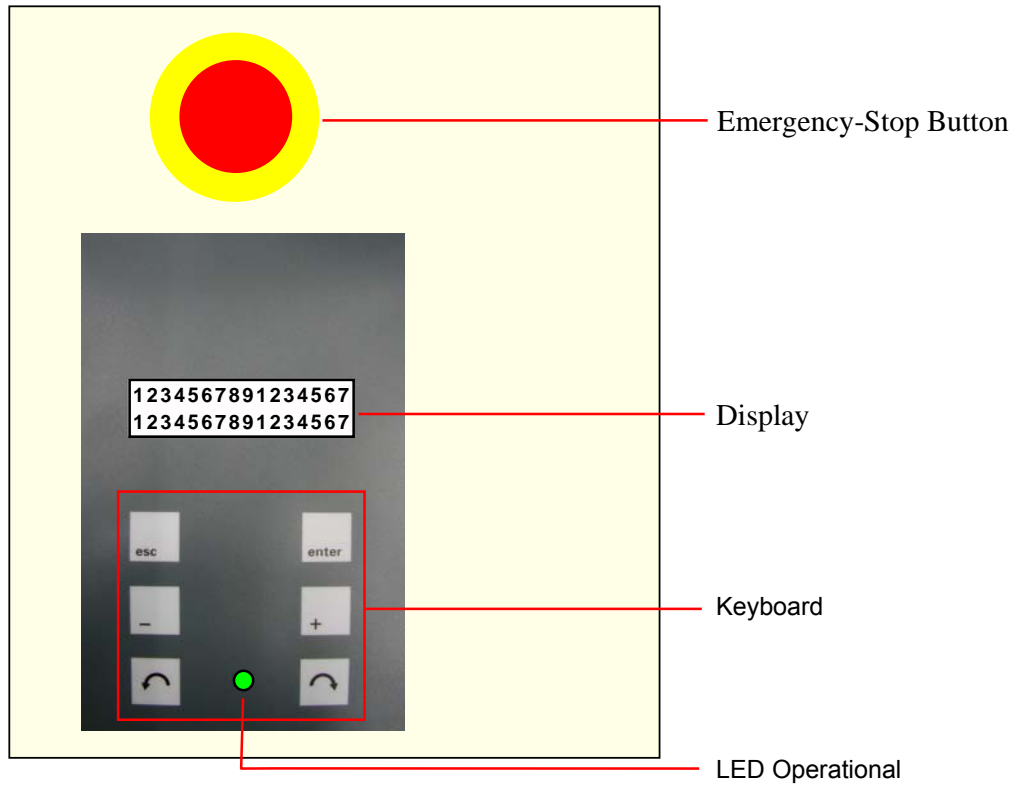 Emergency-Stop Button
1234567891234567
1234567891234567
Display
esc
enter
-
+
Keyboard
LED Operational